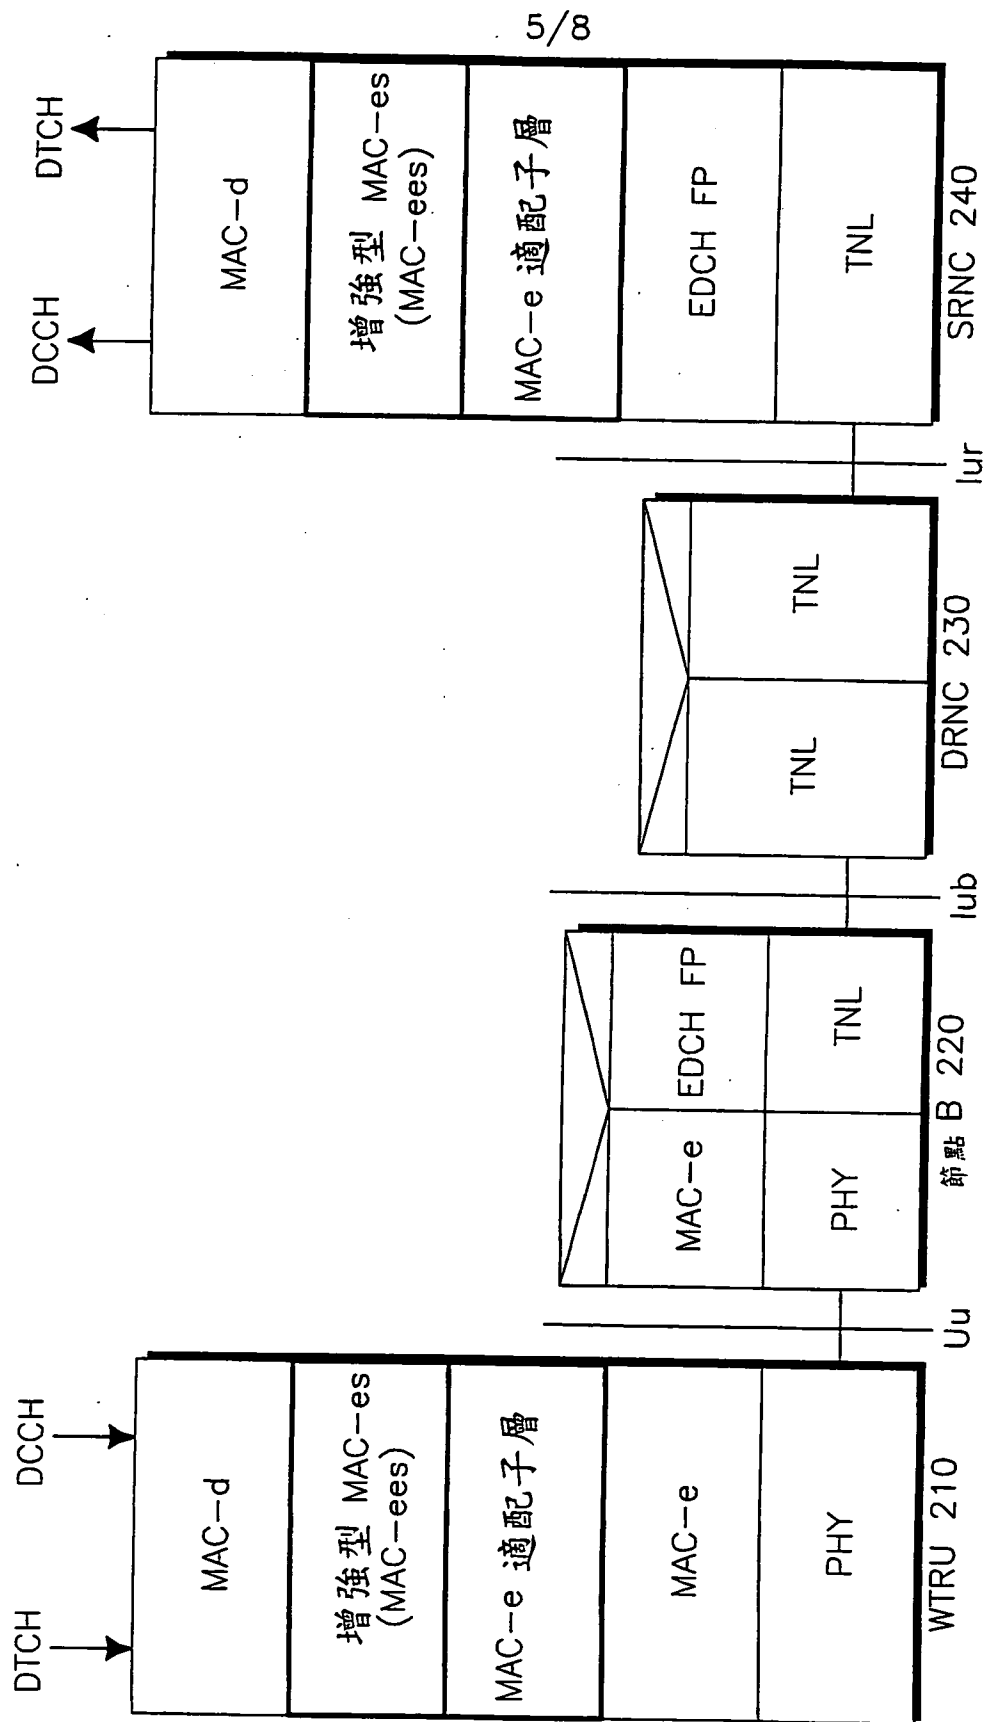 5/8
DTCH
DCCH
MAC-d
增強型 MAC-es
(MAC-ees)
MAC-e 適配子層
MAC-e
PHY
WTRU 210
Uu
MAC-e
EDCH FP
PHY
TNL
節點 B 220
Iub
TNL
TNL
DRNC 230
Iur
DCCH
DTCH
MAC-d
增強型 MAC-es
(MAC-ees)
MAC-e 適配子層
EDCH FP
TNL
SRNC 240